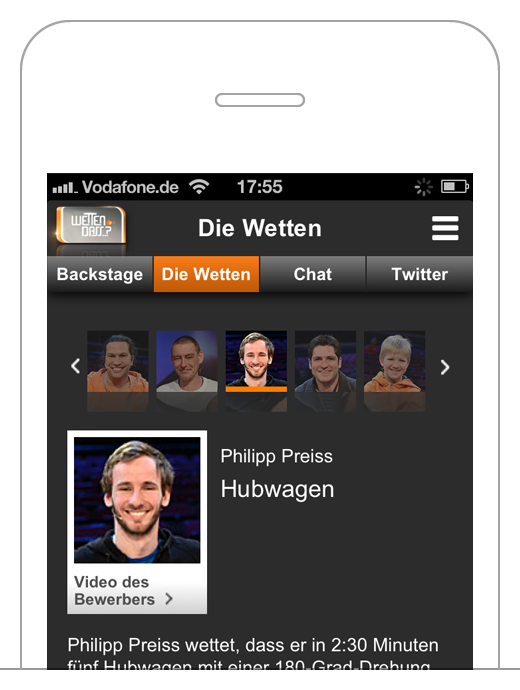 Vodafone.de 17:55
WETTEN
DASS..?
Die Wetten
Backstage Die Wetten Chat Twitter
Philipp Preiss
Hubwagen
Video des
Bewerbers
Philipp Preiss wettet, dass er in 2:30 Minuten
fünf Hubwagen mit einer 180-Grad-Drehung